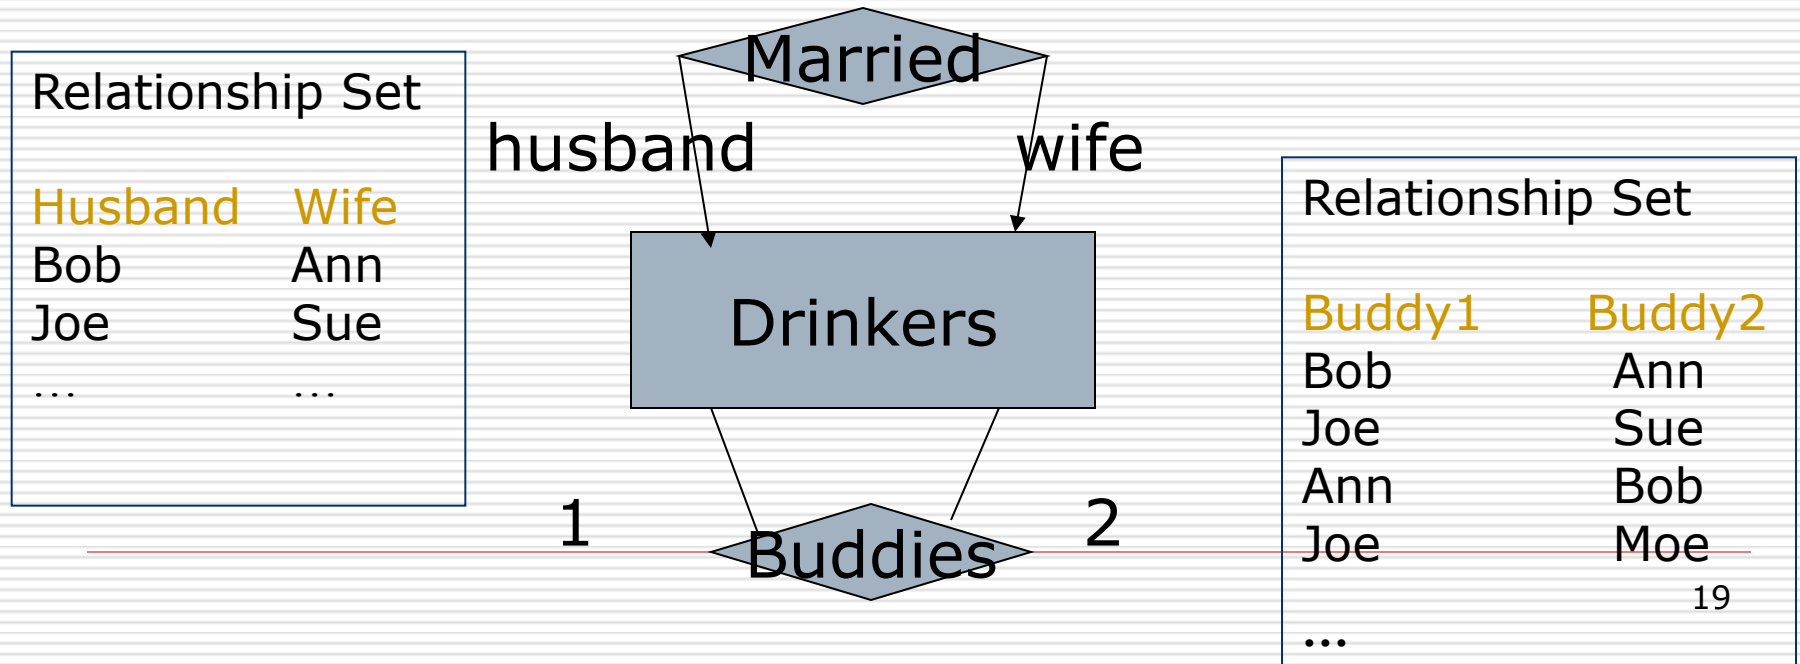 Married
Relationship Set
husband
wife
Husband Wife
Bob Ann
Joe Sue
... ...
Drinkers
1
2
Buddies
Relationship Set
Buddy1 Buddy2
Bob Ann
Joe Sue
Ann Bob
Joe Moe
...
19